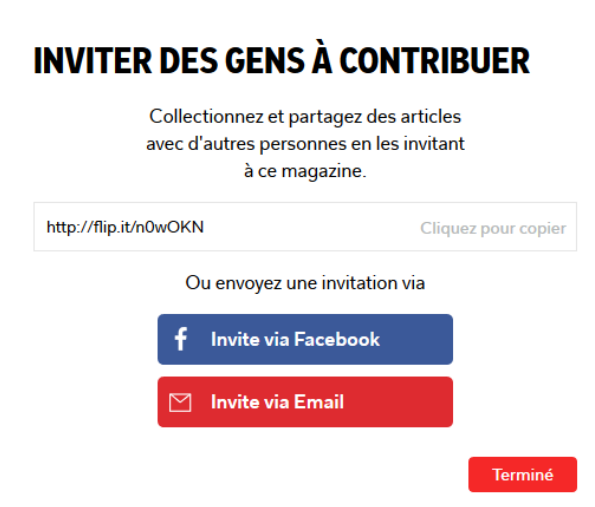 INVITER DES GENS À CONTRIBUER
Collectionnez et partagez des articles
avec d'autres personnes en les invitant
à ce magazine.
http://flip.it/n0wOKN Cliquez pour copier
Ou envoyez une invitation via
Invite via Facebook
Invite via Email
Terminé